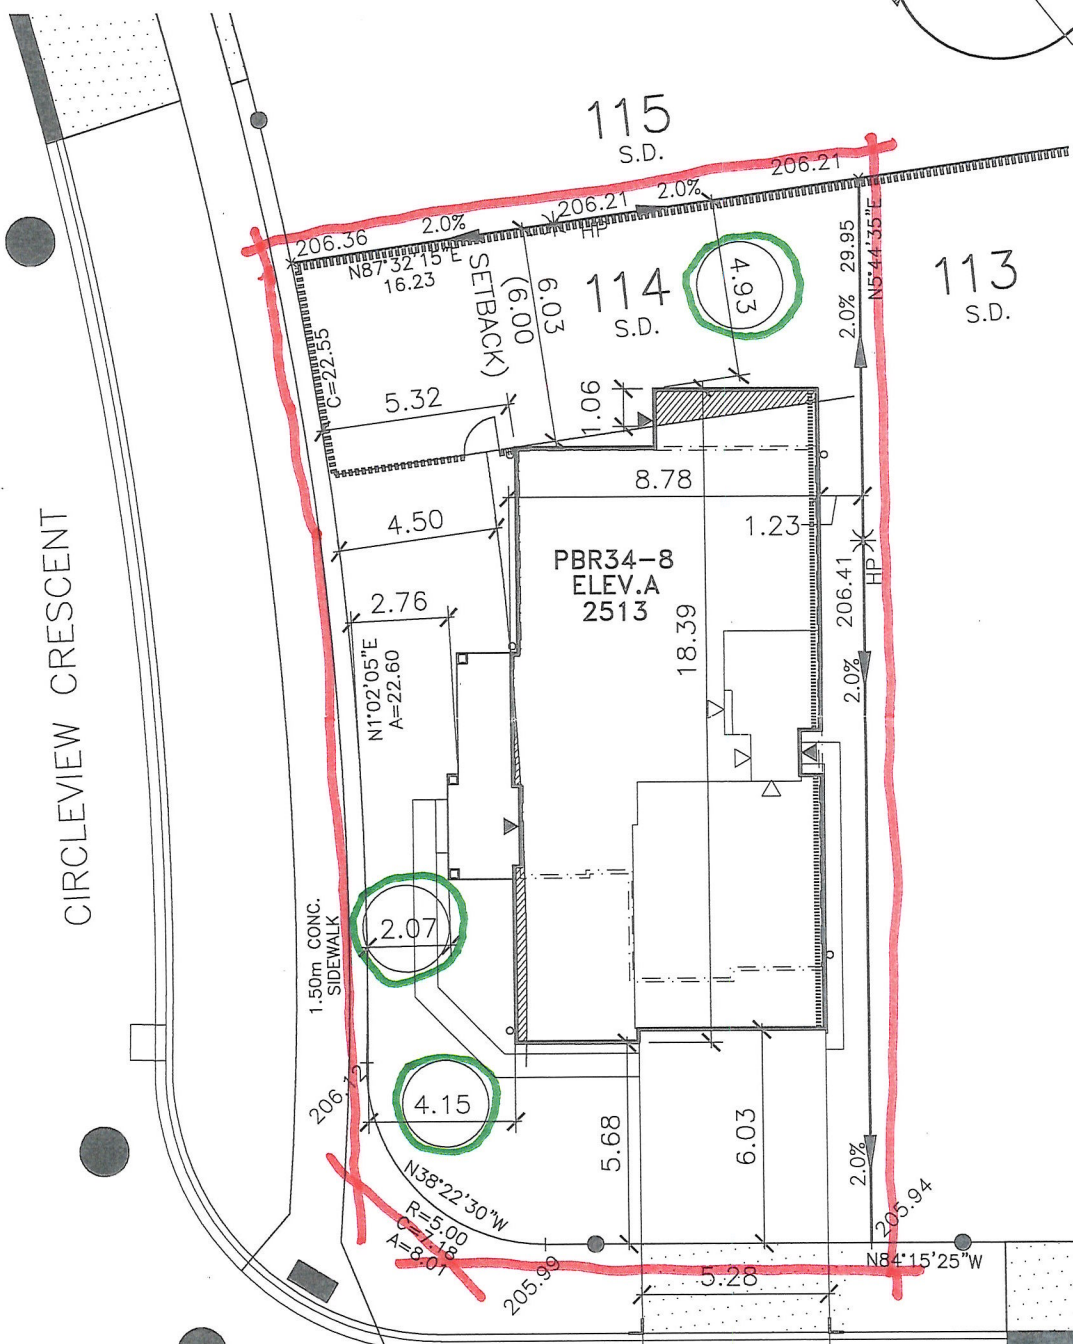 115
S.D.
206.21
2.0%
206.21
HP
2.0%
206.36
N87°32'15"E
16.23
SETBACK)
(6.00
6.03
114
S.D.
4.93
29.95
N5°44'35"E
2.0%
113
S.D.
C=22.55
5.32
1.06
8.78
1.23
4.50
PBR34-8
ELEV.A
2513
2.76
18.39
206.41
HP
2.0%
N1°02'05"E
A=22.60
CIRCLEVIEW CRESCENT
2.07
1.50m CONC.
SIDEWALK
206.12
4.15
5.68
6.03
2.0%
N38°22'30"W
R=5.00
C=7.18
A=8.01
205.99
205.94
N84°15'25"W
5.28